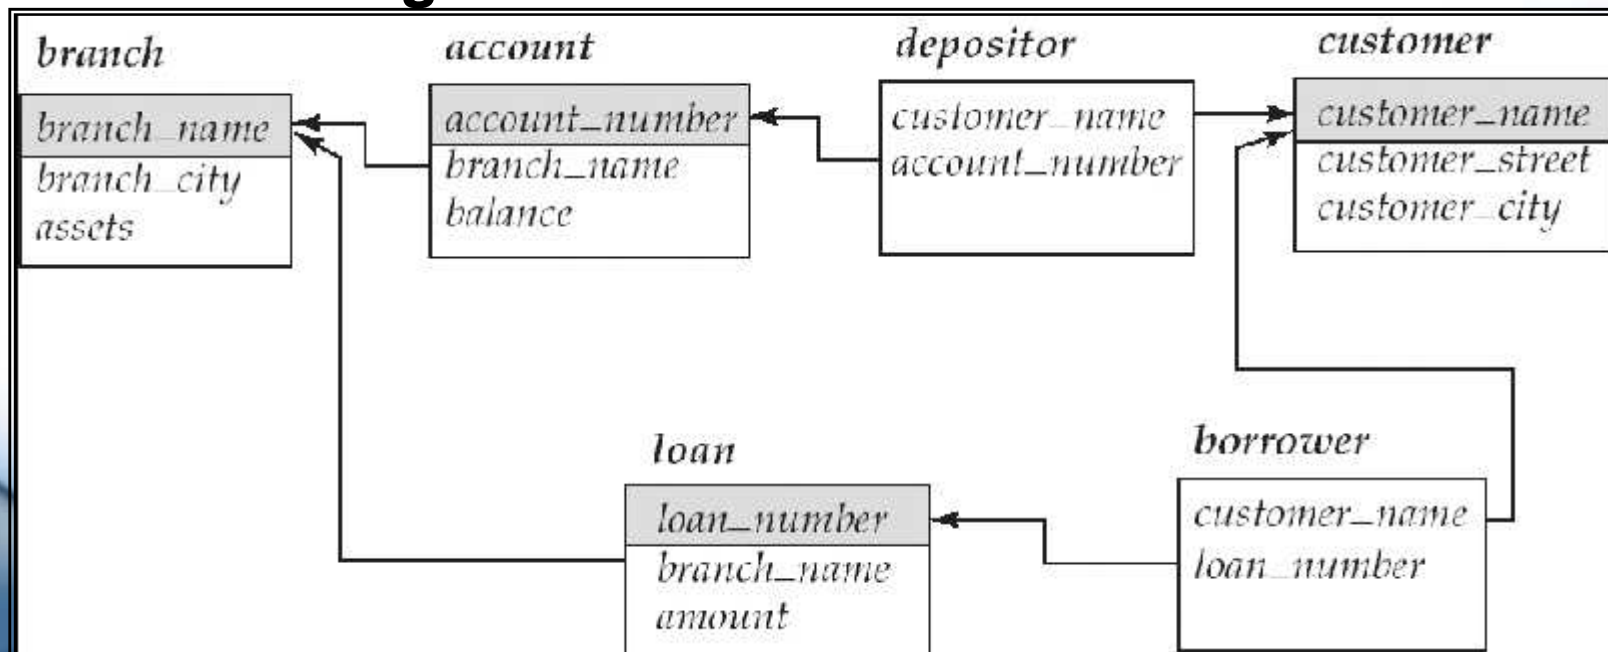 branch
branch_name
branch_city
assets
account
account_number
branch_name
balance
depositor
customer_name
account_number
customer
customer_name
customer_street
customer_city
loan
loan_number
branch_name
amount
borrower
customer_name
loan_number